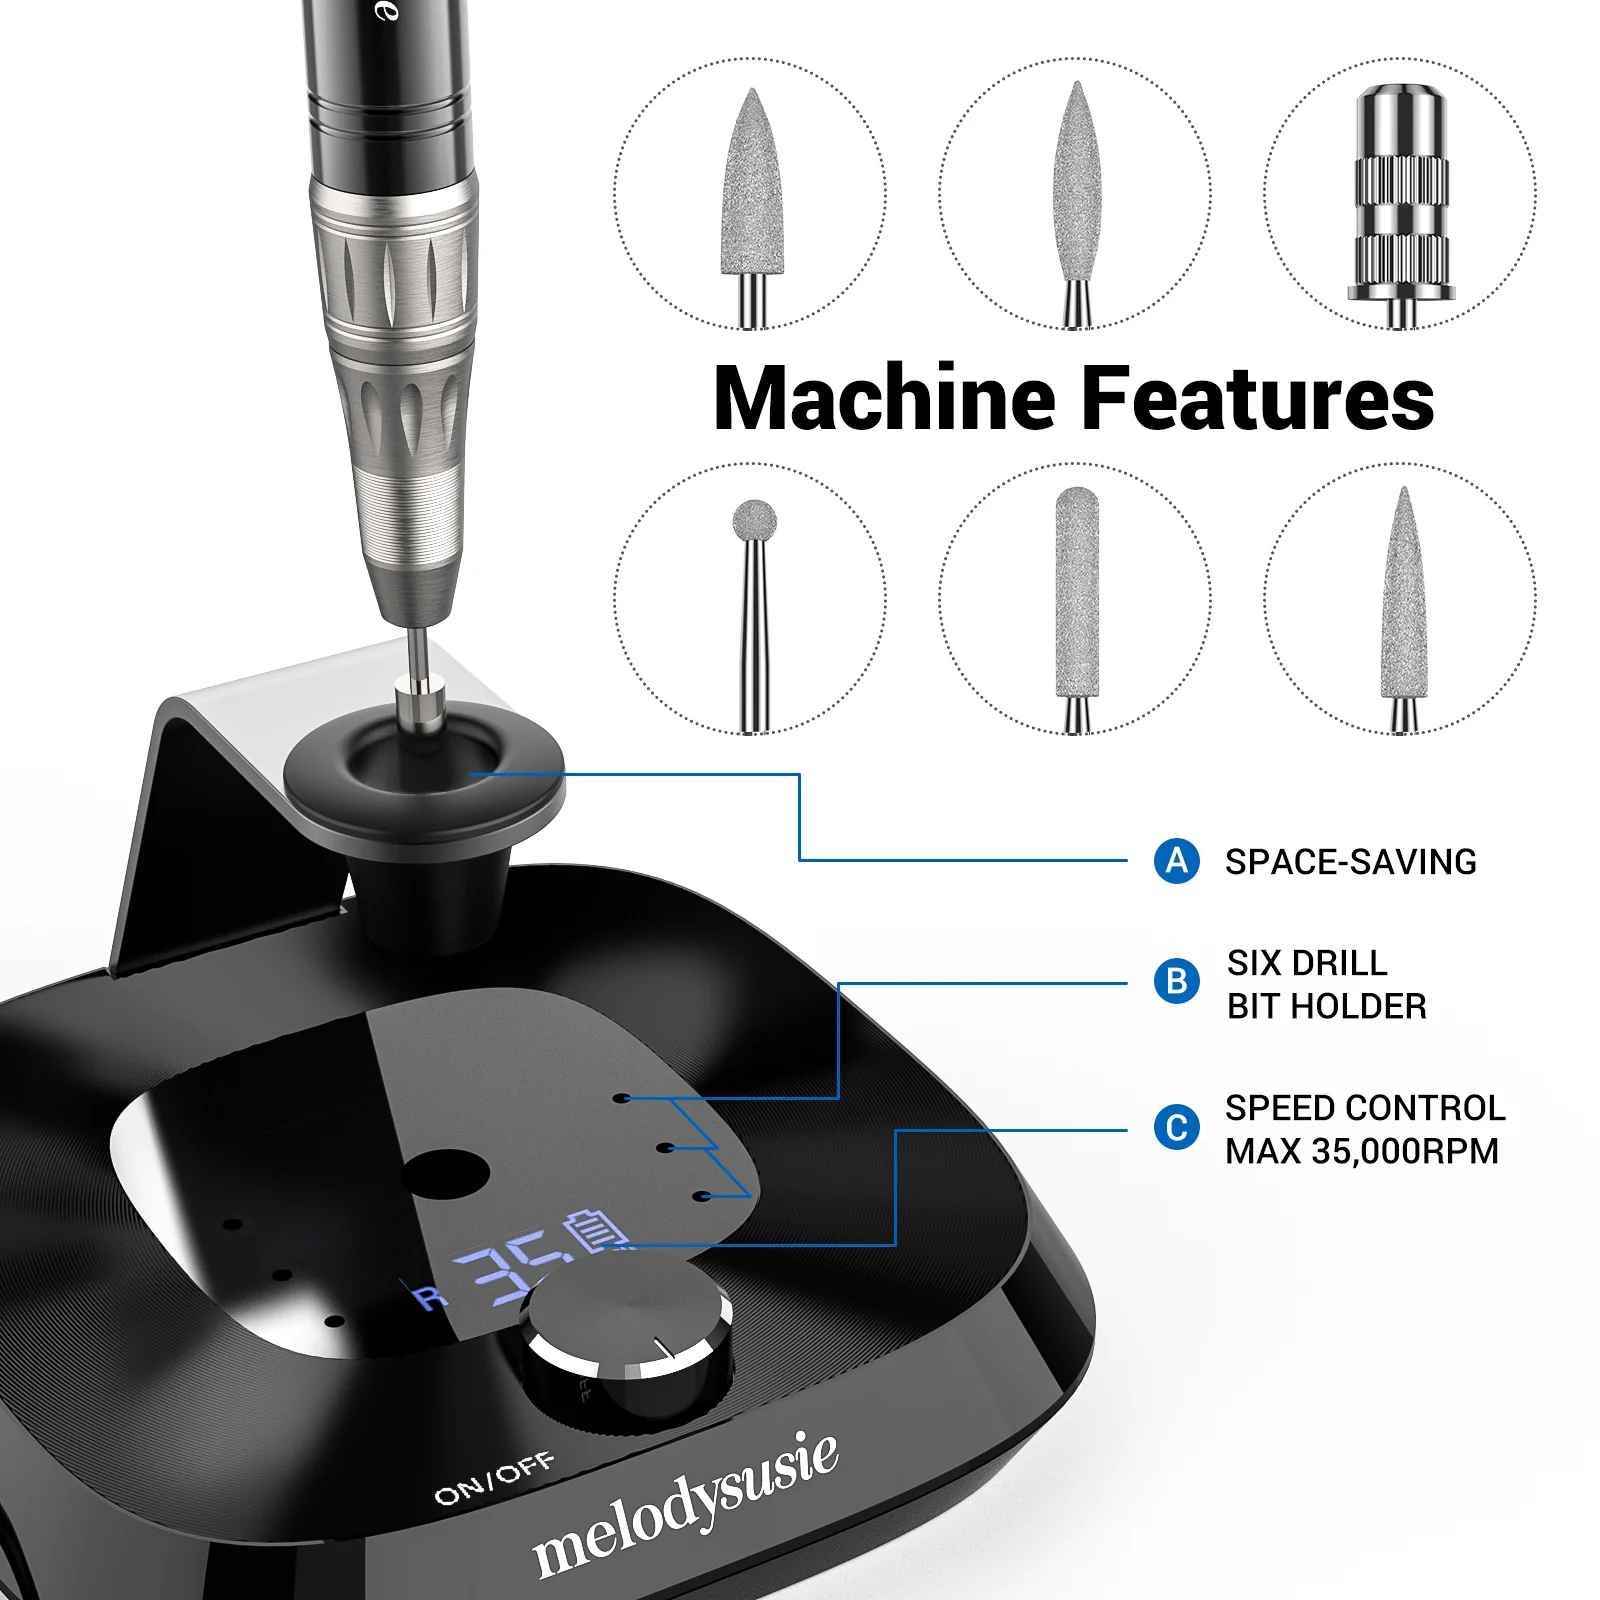 e
Machine Features
A SPACE-SAVING
B SIX DRILL
BIT HOLDER
C SPEED CONTROL
MAX 35,000RPM
35
ON/OFF
melodysusie